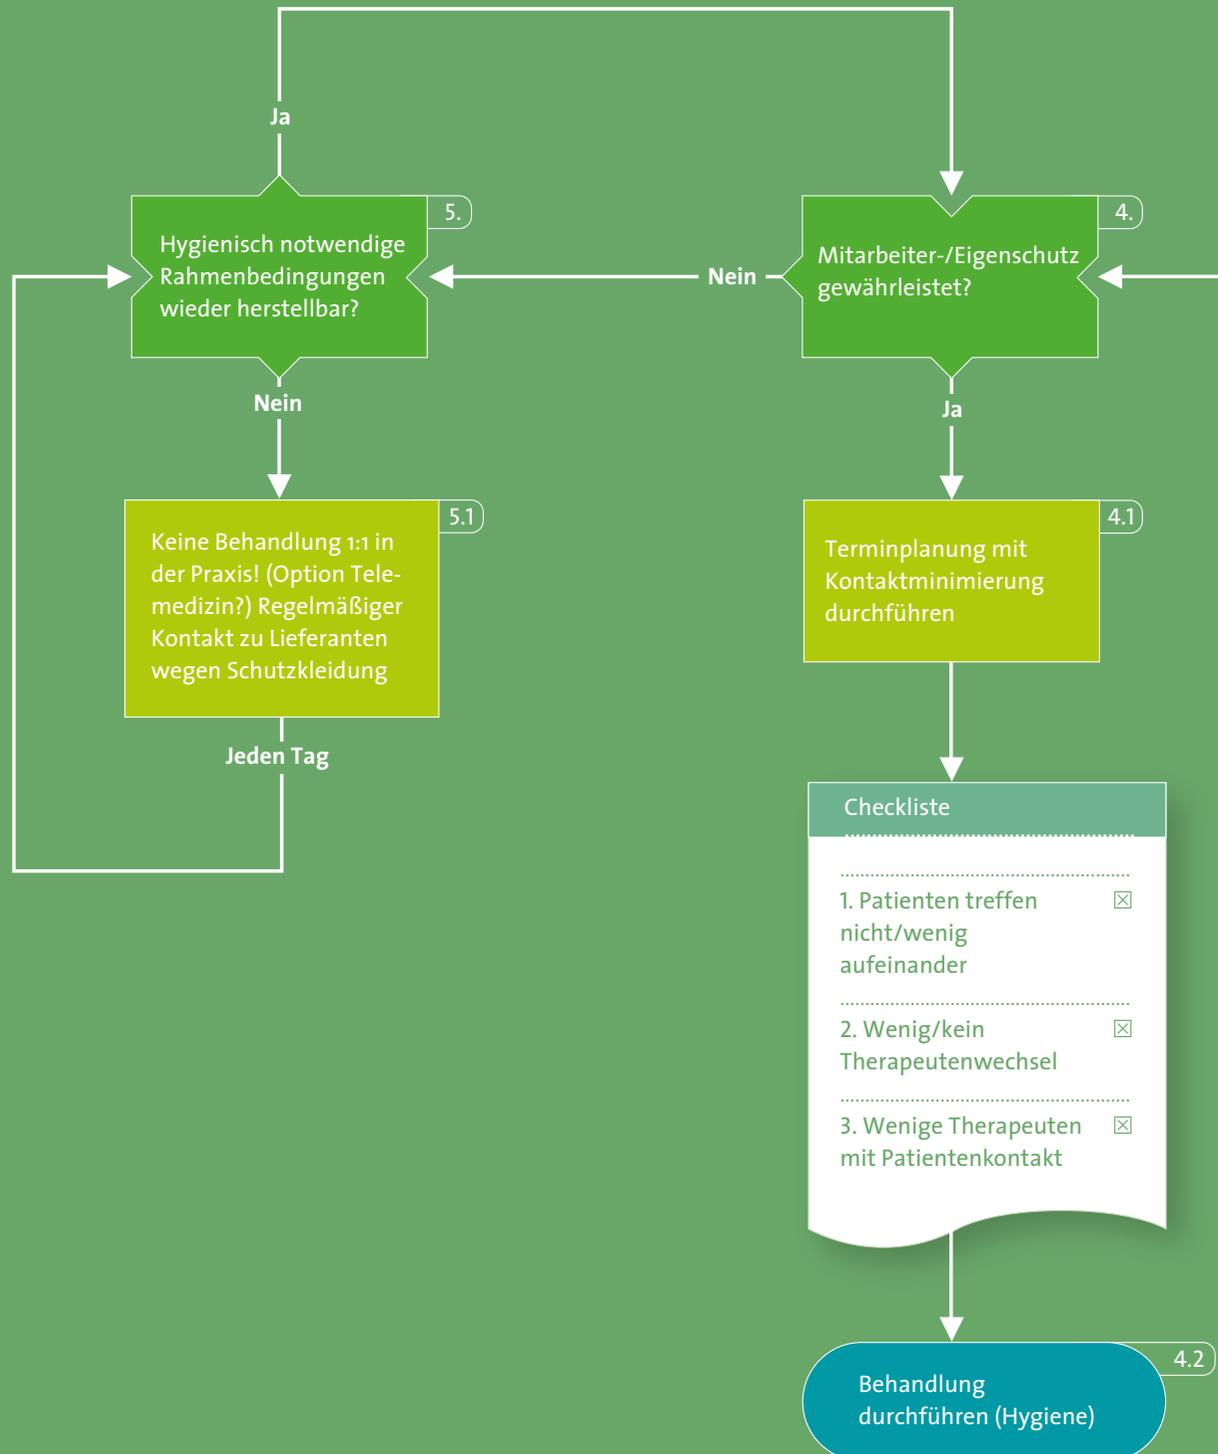 Ja
5.
Hygienisch notwendige
Rahmenbedingungen
wieder herstellbar?
Nein
4.
Mitarbeiter-/Eigenschutz
gewährleistet?
Nein
Ja
5.1
Keine Behandlung 1:1 in
der Praxis! (Option Tele-
medizin?) Regelmäßiger
Kontakt zu Lieferanten
wegen Schutzkleidung
Jeden Tag
4.1
Terminplanung mit
Kontaktminimierung
durchführen
Checkliste
1. Patienten treffen ☒
nicht/wenig
aufeinander
2. Wenig/kein ☒
Therapeutenwechsel
3. Wenige Therapeuten ☒
mit Patientenkontakt
4.2
Behandlung
durchführen (Hygiene)